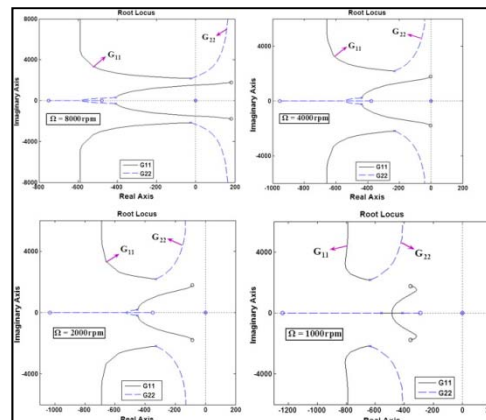 Root Locus
8000
4000
0
-4000
-8000
Imaginary Axis
G22
G11
Ω = 8000rpm
G11
G22
-800 -600 -400 -200 0 200
Real Axis
Root Locus
4000
0
-4000
Imaginary Axis
G22
G11
Ω = 4000rpm
G11
G22
-1000 -800 -600 -400 -200 0
Real Axis
Root Locus
4000
2000
0
-2000
-4000
Imaginary Axis
G22
G11
Ω = 2000rpm
G11
G22
-1000 -800 -600 -400 -200 0
Real Axis
Root Locus
4000
0
-4000
Imaginary Axis
G11
G22
Ω = 1000rpm
G11
G22
-1200 -1000 -800 -600 -400 -200 0
Real Axis